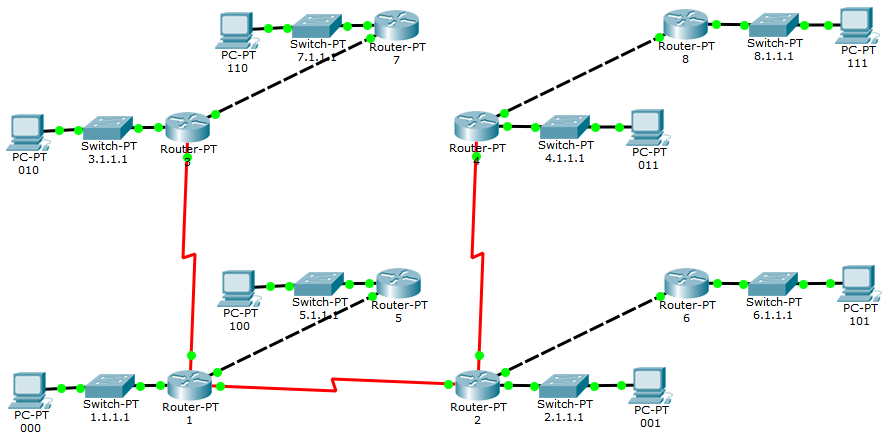 PC-PT
110
Switch-PT
7.1.1.1
Router-PT
7
Router-PT
8
Switch-PT
8.1.1.1
PC-PT
111
PC-PT
010
Switch-PT
3.1.1.1
Router-PT
3
Router-PT
4
Switch-PT
4.1.1.1
PC-PT
011
PC-PT
100
Switch-PT
5.1.1.1
Router-PT
5
Router-PT
6
Switch-PT
6.1.1.1
PC-PT
101
PC-PT
000
Switch-PT
1.1.1.1
Router-PT
1
Router-PT
2
Switch-PT
2.1.1.1
PC-PT
001